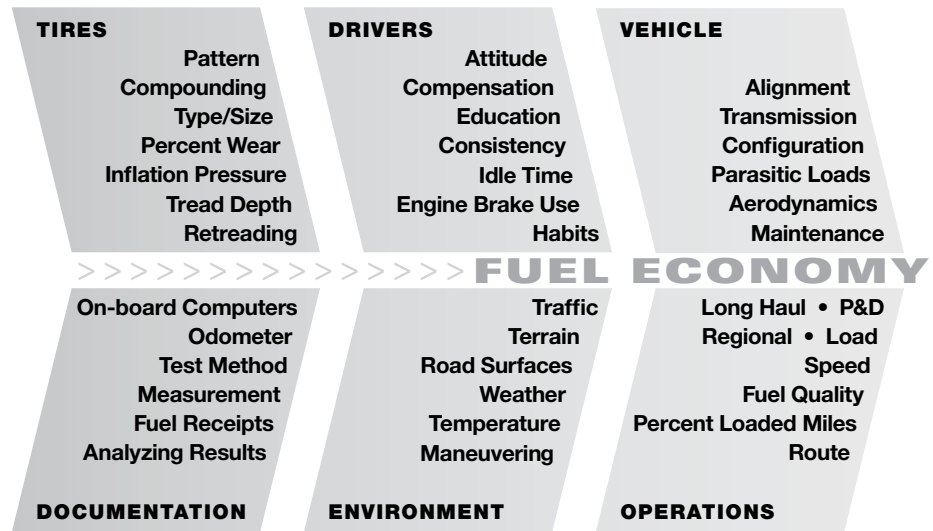 TIRES
Pattern
Compounding
Type/Size
Percent Wear
Inflation Pressure
Tread Depth
Retreading
DRIVERS
Attitude
Compensation
Education
Consistency
Idle Time
Engine Brake Use
Habits
VEHICLE
Alignment
Transmission
Configuration
Parasitic Loads
Aerodynamics
Maintenance
>>>>>>>>>>>>>>>> FUEL ECONOMY
On-board Computers
Odometer
Test Method
Measurement
Fuel Receipts
Analyzing Results
DOCUMENTATION
Traffic
Terrain
Road Surfaces
Weather
Temperature
Maneuvering
ENVIRONMENT
Long Haul • P&D
Regional • Load
Speed
Fuel Quality
Percent Loaded Miles
Route
OPERATIONS